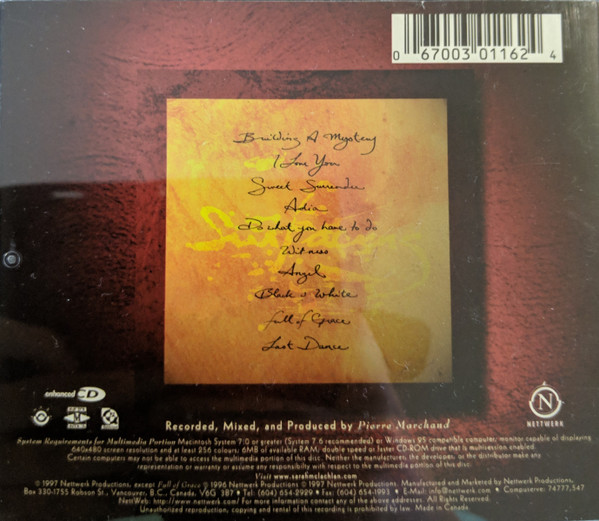 0 67003 01162 4
Building A Mystery
I Love You
Sweet Surrender
Adia
Do what you have to do
Witness
Angel
Black & White
full of Grace
Last Dance
enhanced CD
NETTWERK
Recorded, Mixed, and Produced by Pierre Marchand
System Requirements for Multimedia Portion Macintosh System 7.0 or greater (System 7.6 recommended) or Windows 95 compatible computer, monitor capable of displaying
640x480 screen resolution and at least 256 colours; 6MB of available RAM; double speed or faster CD-ROM drive that is multisession enabled.
Certain computers may not be able to access the multimedia portion of this disc. Neither the manufacturers, the developers, or the distributor make any
representation or warranty or assume any responsibility with respect to the multimedia portion of this disc.
Visit www.sarahmclachlan.com
© 1997 Nettwerk Productions, except Full of Grace © 1996 Nettwerk Productions ℗ 1997 Nettwerk Productions. Manufactured and Marketed by Nettwerk Productions.
Box 330-1755 Robson St., Vancouver, B.C., Canada. V6G 3B7 • Tel: (604) 654-2929 • Fax: (604) 654-1993 • E-Mail: info@nettwerk.com • Compuserve: 74777,547
NettWeb: http://www.nettwerk.com/ For more information contact any of the above addresses or numbers. All rights reserved.
Unauthorized reproduction, copying and rental of this recording is prohibited by law. Made in Canada